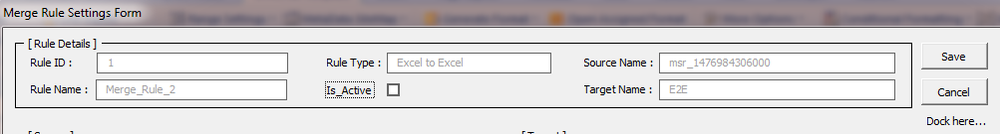 Merge Rule Settings Form
[ Rule Details ]
Rule ID : 1 Rule Type : Excel to Excel Source Name : msr_1476984306000 Save
Rule Name : Merge_Rule_2 Is_Active Target Name : E2E Cancel
Dock here...